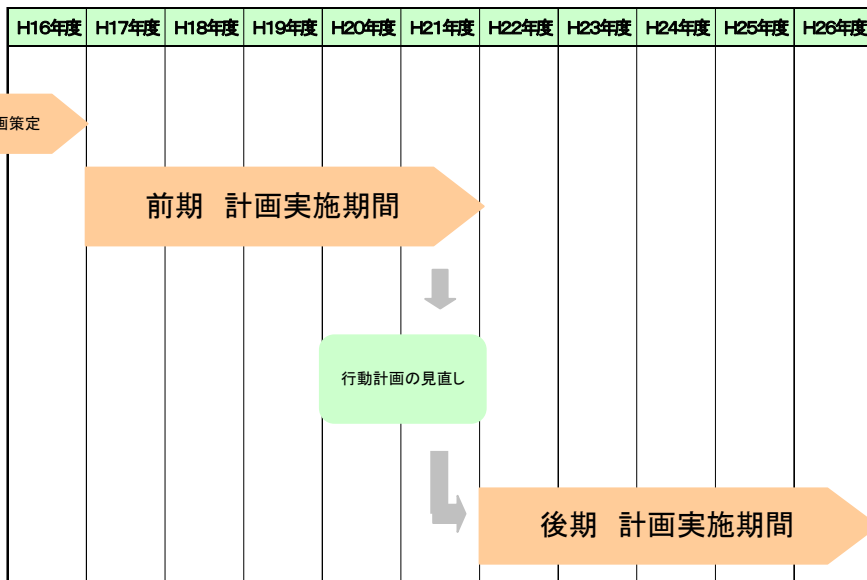 H16年度 H17年度 H18年度 H19年度 H20年度 H21年度 H22年度 H23年度 H24年度 H25年度 H26年度
画策定
前期 計画実施期間
行動計画の見直し
後期 計画実施期間